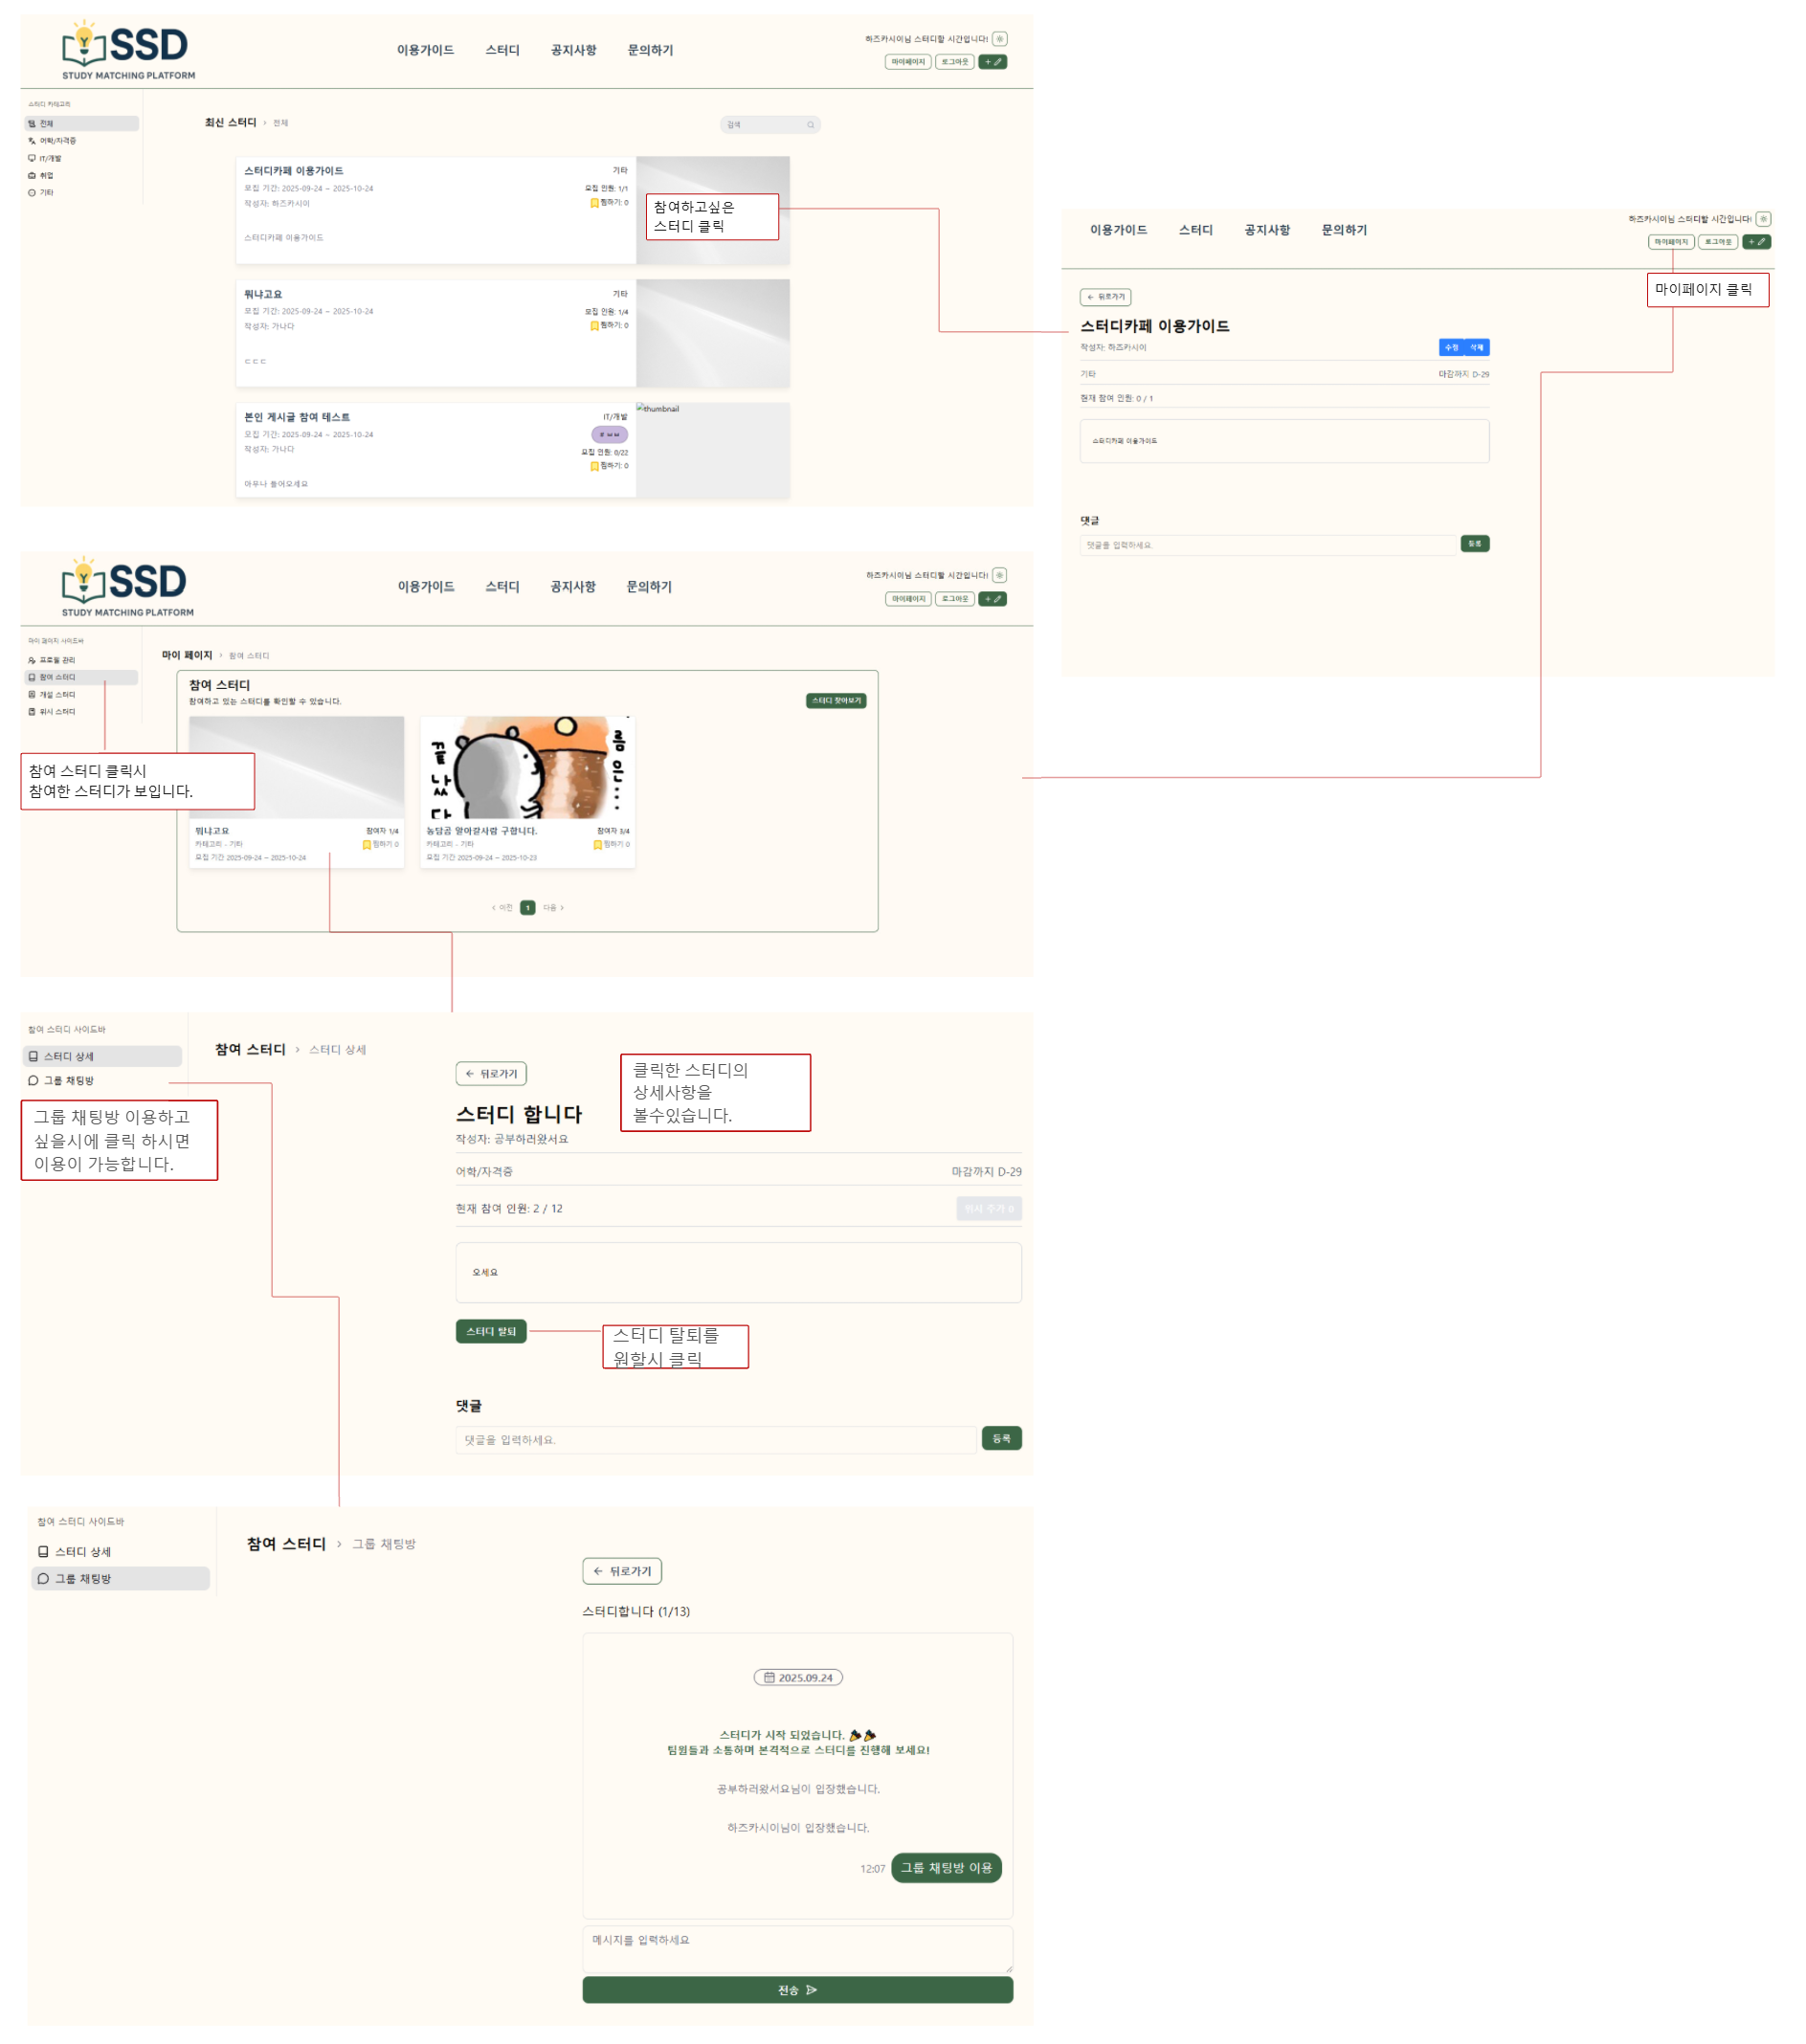 SSD
STUDY MATCHING PLATFORM
이용가이드 스터디 공지사항 문의하기
하즈카시이님 스터디할 시간입니다!
마이페이지 로그아웃 +
스터디 카테고리
전체
어학/자격증
IT/개발
취업
기타
최신 스터디 › 전체
검색
스터디카페 이용가이드 기타
모집 기간: 2025-09-24 ~ 2025-10-24 모집 인원: 1/1
작성자: 하즈카시이 찜하기: 0
스터디카페 이용가이드
참여하고싶은
스터디 클릭
뭐냐고요 기타
모집 기간: 2025-09-24 ~ 2025-10-24 모집 인원: 1/4
작성자: 가나다 찜하기: 0
ㄷㄷㄷ
본인 게시글 참여 테스트 IT/개발
모집 기간: 2025-09-24 ~ 2025-10-24 # ㅂㅂ
작성자: 가나다 모집 인원: 0/22
찜하기: 0
아무나 들어오세요
thumbnail
이용가이드 스터디 공지사항 문의하기
하즈카시이님 스터디할 시간입니다!
마이페이지 로그아웃 +
마이페이지 클릭
← 뒤로가기
스터디카페 이용가이드
작성자: 하즈카시이 수정 삭제
기타 마감까지 D-29
현재 참여 인원: 0 / 1
스터디카페 이용가이드
댓글
댓글을 입력하세요. 등록
SSD
STUDY MATCHING PLATFORM
이용가이드 스터디 공지사항 문의하기
하즈카시이님 스터디할 시간입니다!
마이페이지 로그아웃 +
마이 페이지 사이드바
프로필 관리
참여 스터디
개설 스터디
위시 스터디
참여 스터디 클릭시
참여한 스터디가 보입니다.
마이 페이지 › 참여 스터디
참여 스터디
참여하고 있는 스터디를 확인할 수 있습니다. 스터디 찾아보기
끝났다
름은....
뭐냐고요 참여자 1/4
카테고리 - 기타 찜하기 0
모집 기간 2025-09-24 ~ 2025-10-24
농담곰 알아갈사람 구합니다. 참여자 3/4
카테고리 - 기타 찜하기 0
모집 기간 2025-09-24 ~ 2025-10-23
‹ 이전 1 다음 ›
참여 스터디 사이드바
스터디 상세
그룹 채팅방
그룹 채팅방 이용하고
싶을시에 클릭 하시면
이용이 가능합니다.
참여 스터디 › 스터디 상세
← 뒤로가기
클릭한 스터디의
상세사항을
볼수있습니다.
스터디 합니다
작성자: 공부하러왔서요
어학/자격증 마감까지 D-29
현재 참여 인원: 2 / 12 위시 추가 0
오세요
스터디 탈퇴
스터디 탈퇴를
원할시 클릭
댓글
댓글을 입력하세요. 등록
참여 스터디 사이드바
스터디 상세
그룹 채팅방
참여 스터디 › 그룹 채팅방
← 뒤로가기
스터디합니다 (1/13)
2025.09.24
스터디가 시작 되었습니다. 🎉🎉
팀원들과 소통하며 본격적으로 스터디를 진행해 보세요!
공부하러왔서요님이 입장했습니다.
하즈카시이님이 입장했습니다.
12:07 그룹 채팅방 이용
메시지를 입력하세요
전송